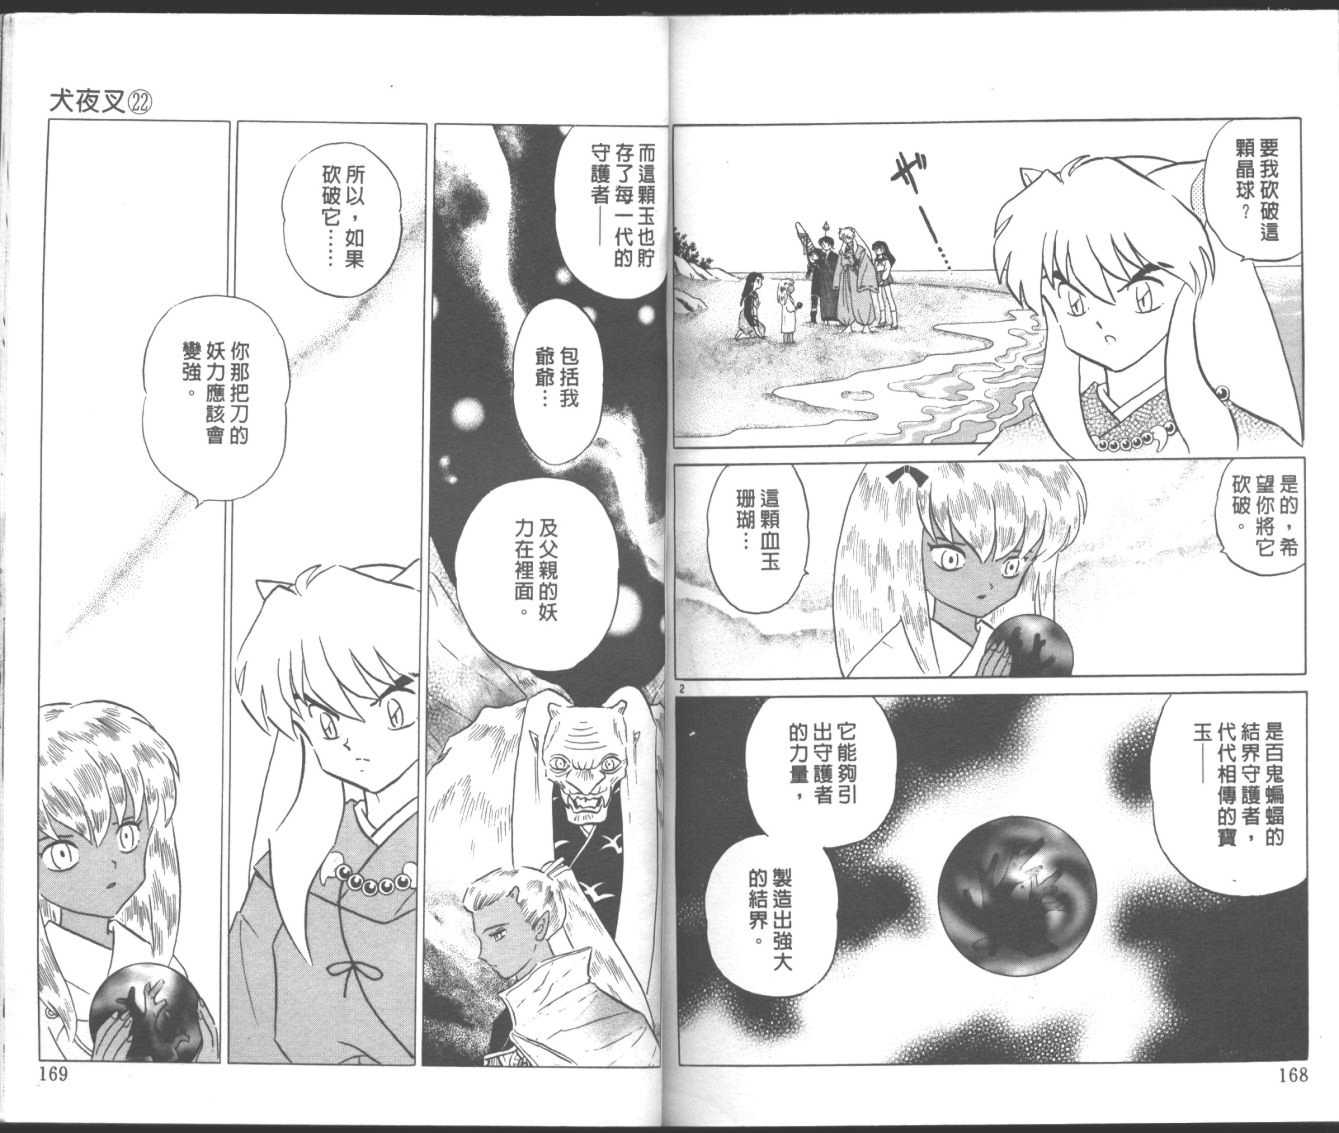 要我砍破這
顆晶球？
ザ
是的，希
望你將它
砍破。
這顆血玉
珊瑚…
2
是百鬼蝙蝠的
結界守護者，
代代相傳的寶
玉——
它能夠引
出守護者
的力量，
製造出強大
的結界。
168
犬夜叉㉒
而這顆玉也貯
存了每一代的
守護者——
包括我
爺爺…
及父親的妖
力在裡面。
所以，如果
砍破它……
你那把刀的
妖力應該會
變強。
169